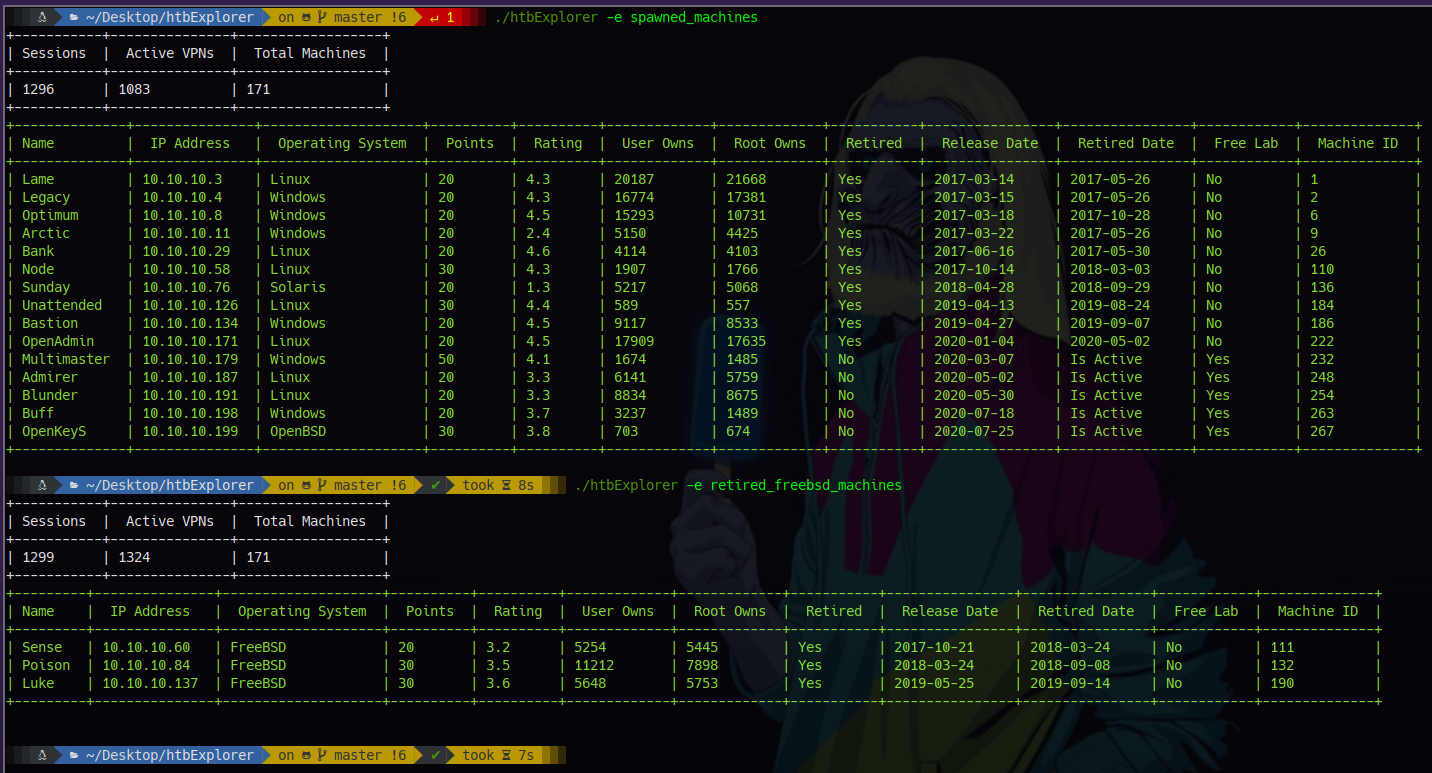 ~/Desktop/htbExplorer on master !6 ↵ 1 ./htbExplorer -e spawned_machines
+-----------+---------------+------------------+
| Sessions | Active VPNs | Total Machines |
+-----------+---------------+------------------+
| 1296 | 1083 | 171 |
+-----------+---------------+------------------+
| Name | IP Address | Operating System | Points | Rating | User Owns | Root Owns | Retired | Release Date | Retired Date | Free Lab | Machine ID |
| Lame | 10.10.10.3 | Linux | 20 | 4.3 | 20187 | 21668 | Yes | 2017-03-14 | 2017-05-26 | No | 1 |
| Legacy | 10.10.10.4 | Windows | 20 | 4.3 | 16774 | 17381 | Yes | 2017-03-15 | 2017-05-26 | No | 2 |
| Optimum | 10.10.10.8 | Windows | 20 | 4.5 | 15293 | 10731 | Yes | 2017-03-18 | 2017-10-28 | No | 6 |
| Arctic | 10.10.10.11 | Windows | 20 | 2.4 | 5150 | 4425 | Yes | 2017-03-22 | 2017-05-26 | No | 9 |
| Bank | 10.10.10.29 | Linux | 20 | 4.6 | 4114 | 4103 | Yes | 2017-06-16 | 2017-05-30 | No | 26 |
| Node | 10.10.10.58 | Linux | 30 | 4.3 | 1907 | 1766 | Yes | 2017-10-14 | 2018-03-03 | No | 110 |
| Sunday | 10.10.10.76 | Solaris | 20 | 1.3 | 5217 | 5068 | Yes | 2018-04-28 | 2018-09-29 | No | 136 |
| Unattended | 10.10.10.126 | Linux | 30 | 4.4 | 589 | 557 | Yes | 2019-04-13 | 2019-08-24 | No | 184 |
| Bastion | 10.10.10.134 | Windows | 20 | 4.5 | 9117 | 8533 | Yes | 2019-04-27 | 2019-09-07 | No | 186 |
| OpenAdmin | 10.10.10.171 | Linux | 20 | 4.5 | 17909 | 17635 | Yes | 2020-01-04 | 2020-05-02 | No | 222 |
| Multimaster | 10.10.10.179 | Windows | 50 | 4.1 | 1674 | 1485 | No | 2020-03-07 | Is Active | Yes | 232 |
| Admirer | 10.10.10.187 | Linux | 20 | 3.3 | 6141 | 5759 | No | 2020-05-02 | Is Active | Yes | 248 |
| Blunder | 10.10.10.191 | Linux | 20 | 3.3 | 8834 | 8675 | No | 2020-05-30 | Is Active | Yes | 254 |
| Buff | 10.10.10.198 | Windows | 20 | 3.7 | 3237 | 1489 | No | 2020-07-18 | Is Active | Yes | 263 |
| OpenKeyS | 10.10.10.199 | OpenBSD | 30 | 3.8 | 703 | 674 | No | 2020-07-25 | Is Active | Yes | 267 |
~/Desktop/htbExplorer on master !6 ✔ took 8s ./htbExplorer -e retired_freebsd_machines
+-----------+---------------+------------------+
| Sessions | Active VPNs | Total Machines |
+-----------+---------------+------------------+
| 1299 | 1324 | 171 |
+-----------+---------------+------------------+
| Name | IP Address | Operating System | Points | Rating | User Owns | Root Owns | Retired | Release Date | Retired Date | Free Lab | Machine ID |
| Sense | 10.10.10.60 | FreeBSD | 20 | 3.2 | 5254 | 5445 | Yes | 2017-10-21 | 2018-03-24 | No | 111 |
| Poison | 10.10.10.84 | FreeBSD | 30 | 3.5 | 11212 | 7898 | Yes | 2018-03-24 | 2018-09-08 | No | 132 |
| Luke | 10.10.10.137 | FreeBSD | 30 | 3.6 | 5648 | 5753 | Yes | 2019-05-25 | 2019-09-14 | No | 190 |
~/Desktop/htbExplorer on master !6 ✔ took 7s